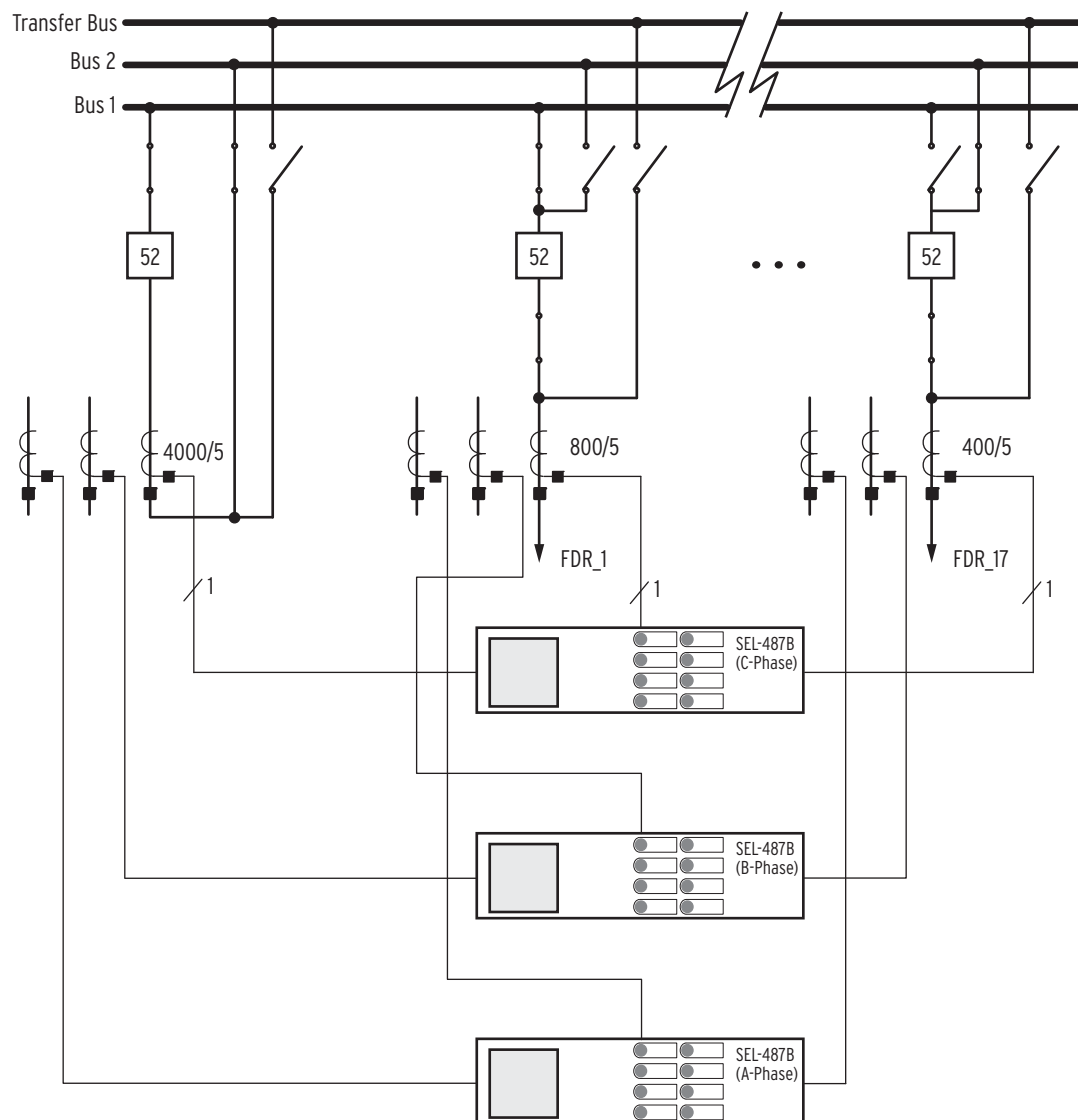 Transfer Bus
Bus 2
Bus 1
52
52
52
4000/5
800/5
400/5
FDR_1
FDR_17
1
1
1
SEL-487B
(C-Phase)
SEL-487B
(B-Phase)
SEL-487B
(A-Phase)